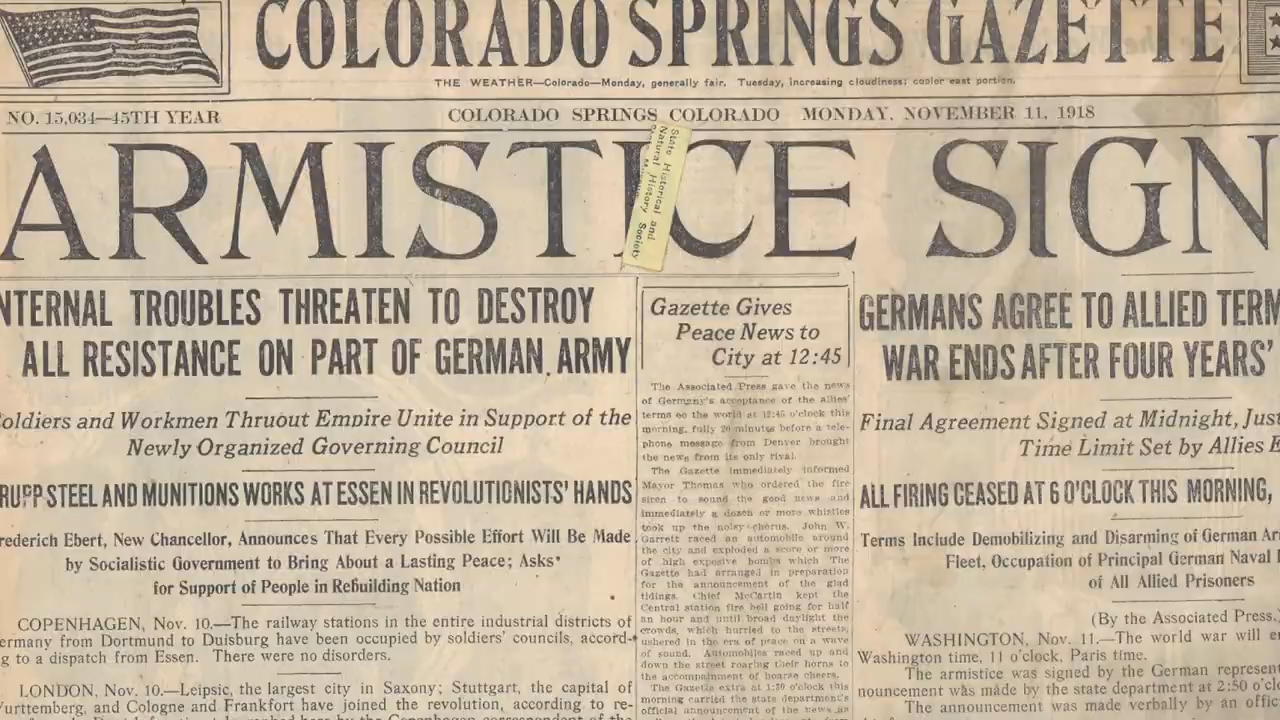 COLORADO SPRINGS GAZETTE
THE WEATHER—Colorado—Monday, generally fair. Tuesday, increasing cloudiness; cooler east portion.
NO. 15,034—45TH YEAR
COLORADO SPRINGS COLORADO MONDAY, NOVEMBER 11, 1918
ARMISTICE SIGN
State Historical and
Natural History Society
NTERNAL TROUBLES THREATEN TO DESTROY
ALL RESISTANCE ON PART OF GERMAN ARMY
oldiers and Workmen Thruout Empire Unite in Support of the
Newly Organized Governing Council
RUPP STEEL AND MUNITIONS WORKS AT ESSEN IN REVOLUTIONISTS' HANDS
rederich Ebert, New Chancellor, Announces That Every Possible Effort Will Be Made
by Socialistic Government to Bring About a Lasting Peace; Asks
for Support of People in Rebuilding Nation
COPENHAGEN, Nov. 10.—The railway stations in the entire industrial districts of
ermany from Dortmund to Duisburg have been occupied by soldiers' councils, accord-
g to a dispatch from Essen. There were no disorders.
LONDON, Nov. 10.—Leipsic, the largest city in Saxony; Stuttgart, the capital of
Vurttemberg, and Cologne and Frankfort have joined the revolution, according to re-
Gazette Gives
Peace News to
City at 12:45
The Associated Press gave the news
of Germany's acceptance of the allies'
terms to the world at 12:45 o'clock this
morning, fully 20 minutes before a tele-
phone message from Denver brought
the news from its only rival.
The Gazette immediately informed
Mayor Thomas who ordered the fire
siren to sound the good news and
immediately a dozen or more whistles
took up the noisy chorus. John W.
Garrett raced an automobile around
the city and exploded a score or more
of high exposive bombs which The
Gazette had arranged in preparation
for the announcement of the glad
tidings. Chief McCartin kept the
Central station fire bell going for half
an hour and until broad daylight the
crowds, which hurried to the streets,
ushered in the era of peace on a wave
of sound. Automobiles raced up and
down the street roaring their horns to
the accompaniment of hoarse cheers.
The Gazette extra at 1:30 o'clock this
morning carried the state department's
official announcement of the news as
GERMANS AGREE TO ALLIED TERM
WAR ENDS AFTER FOUR YEARS'
Final Agreement Signed at Midnight, Jus
Time Limit Set by Allies E
ALL FIRING CEASED AT 6 O'CLOCK THIS MORNING,
Terms Include Demobilizing and Disarming of German Ar
Fleet, Occupation of Principal German Naval
of All Allied Prisoners
(By the Associated Press.
WASHINGTON, Nov. 11.—The world war will e
Washington time, 11 o'clock, Paris time.
The armistice was signed by the German represent
nouncement was made by the state department at 2:50 o'clo
The announcement was made verbally by an offic